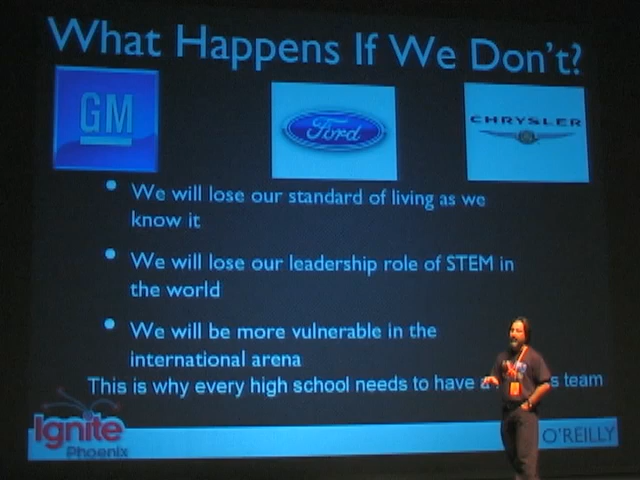 What Happens If We Don't?
GM
Ford
CHRYSLER
• We will lose our standard of living as we
know it
• We will lose our leadership role of STEM in
the world
• We will be more vulnerable in the
international arena
This is why every high school needs to have a s team
Ignite
Phoenix
O'REILLY